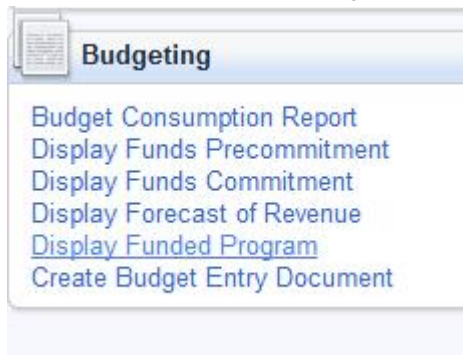 Budgeting
Budget Consumption Report
Display Funds Precommitment
Display Funds Commitment
Display Forecast of Revenue
Display Funded Program
Create Budget Entry Document